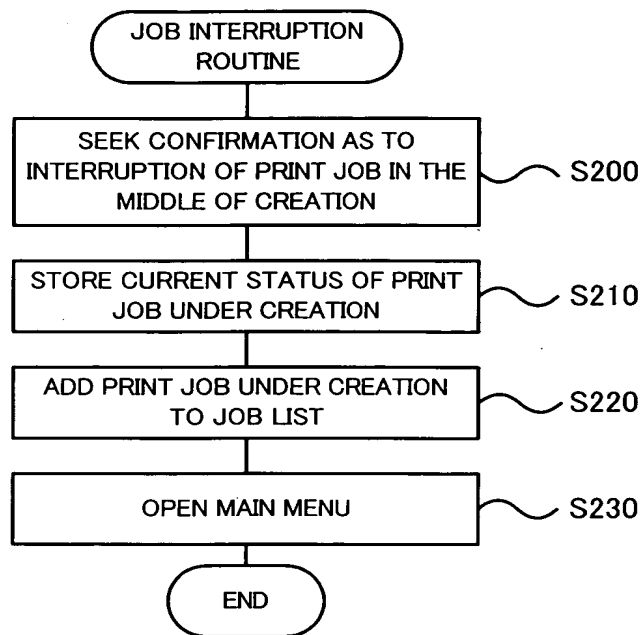 JOB INTERRUPTION
ROUTINE
SEEK CONFIRMATION AS TO
INTERRUPTION OF PRINT JOB IN THE
MIDDLE OF CREATION
S200
STORE CURRENT STATUS OF PRINT
JOB UNDER CREATION
S210
ADD PRINT JOB UNDER CREATION
TO JOB LIST
S220
OPEN MAIN MENU
S230
END